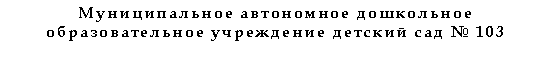 Муниципальное автономное дошкольное
образовательное учреждение детский сад № 103